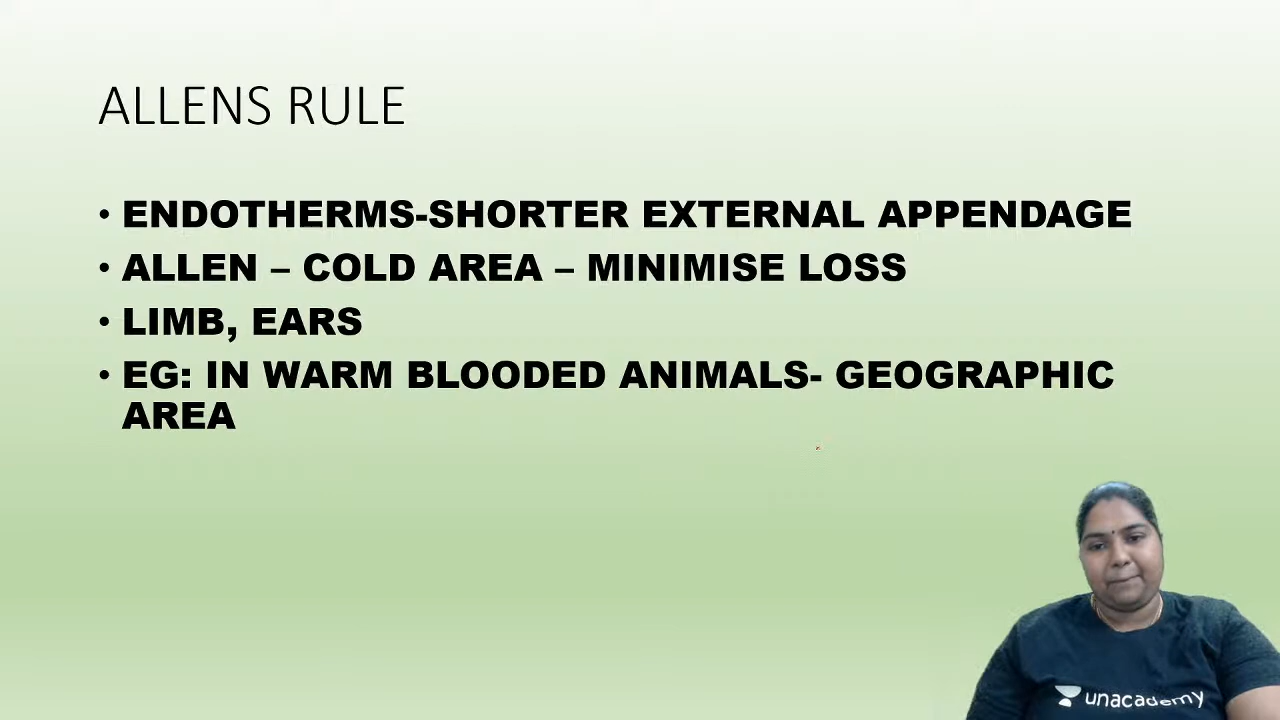 ALLENS RULE
• ENDOTHERMS-SHORTER EXTERNAL APPENDAGE
• ALLEN – COLD AREA – MINIMISE LOSS
• LIMB, EARS
• EG: IN WARM BLOODED ANIMALS- GEOGRAPHIC
AREA
unacademy